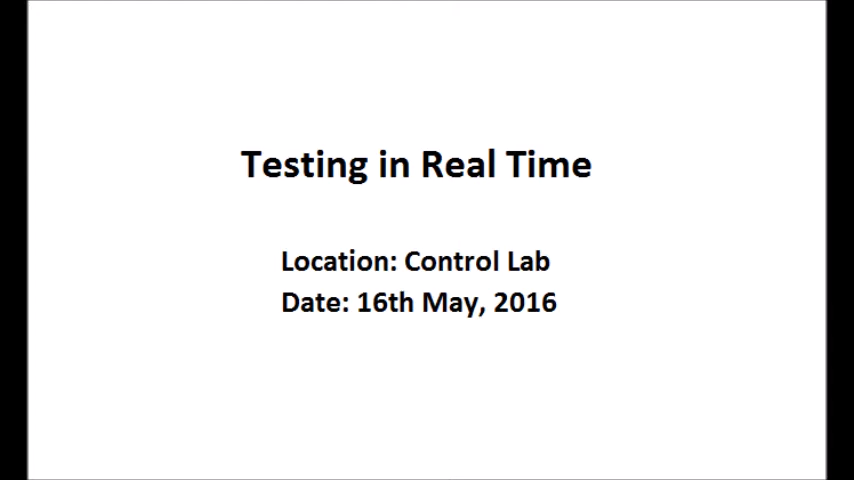 Testing in Real Time
Location: Control Lab
Date: 16th May, 2016